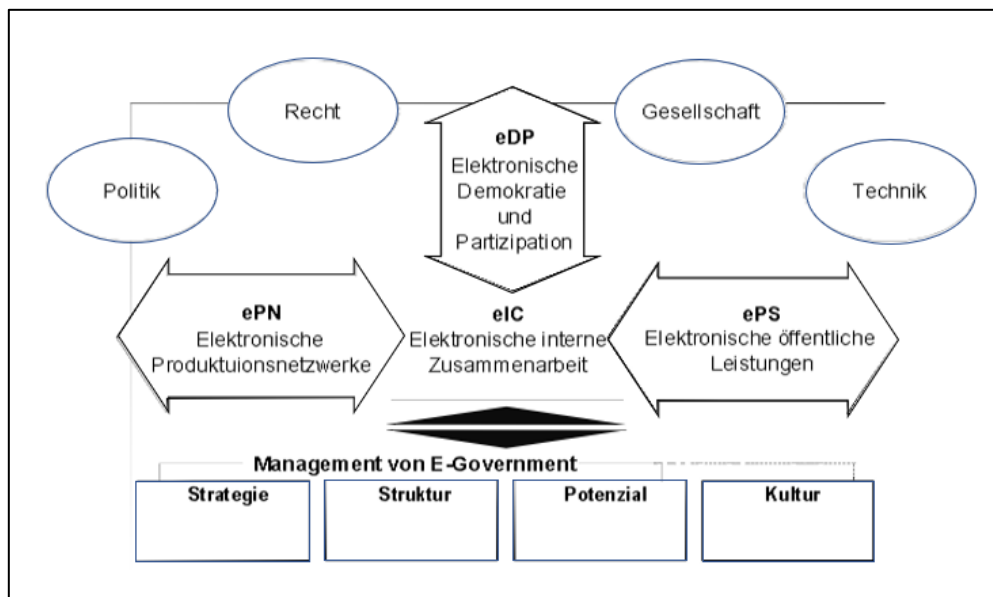 Recht
Gesellschaft
Politik
Technik
eDP
Elektronische
Demokratie
und
Partizipation
ePN
Elektronische
Produktuionsnetzwerke
eIC
Elektronische interne
Zusammenarbeit
ePS
Elektronische öffentliche
Leistungen
Management von E-Government
Strategie
Struktur
Potenzial
Kultur